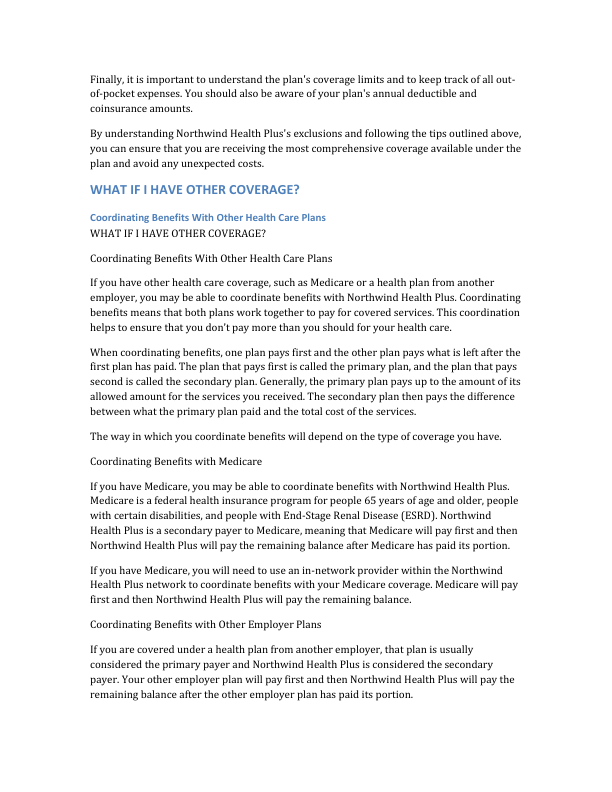 Finally, it is important to understand the plan's coverage limits and to keep track of all out-
of-pocket expenses. You should also be aware of your plan's annual deductible and
coinsurance amounts.
By understanding Northwind Health Plus's exclusions and following the tips outlined above,
you can ensure that you are receiving the most comprehensive coverage available under the
plan and avoid any unexpected costs.
WHAT IF I HAVE OTHER COVERAGE?
Coordinating Benefits With Other Health Care Plans
WHAT IF I HAVE OTHER COVERAGE?
Coordinating Benefits With Other Health Care Plans
If you have other health care coverage, such as Medicare or a health plan from another
employer, you may be able to coordinate benefits with Northwind Health Plus. Coordinating
benefits means that both plans work together to pay for covered services. This coordination
helps to ensure that you don't pay more than you should for your health care.
When coordinating benefits, one plan pays first and the other plan pays what is left after the
first plan has paid. The plan that pays first is called the primary plan, and the plan that pays
second is called the secondary plan. Generally, the primary plan pays up to the amount of its
allowed amount for the services you received. The secondary plan then pays the difference
between what the primary plan paid and the total cost of the services.
The way in which you coordinate benefits will depend on the type of coverage you have.
Coordinating Benefits with Medicare
If you have Medicare, you may be able to coordinate benefits with Northwind Health Plus.
Medicare is a federal health insurance program for people 65 years of age and older, people
with certain disabilities, and people with End-Stage Renal Disease (ESRD). Northwind
Health Plus is a secondary payer to Medicare, meaning that Medicare will pay first and then
Northwind Health Plus will pay the remaining balance after Medicare has paid its portion.
If you have Medicare, you will need to use an in-network provider within the Northwind
Health Plus network to coordinate benefits with your Medicare coverage. Medicare will pay
first and then Northwind Health Plus will pay the remaining balance.
Coordinating Benefits with Other Employer Plans
If you are covered under a health plan from another employer, that plan is usually
considered the primary payer and Northwind Health Plus is considered the secondary
payer. Your other employer plan will pay first and then Northwind Health Plus will pay the
remaining balance after the other employer plan has paid its portion.